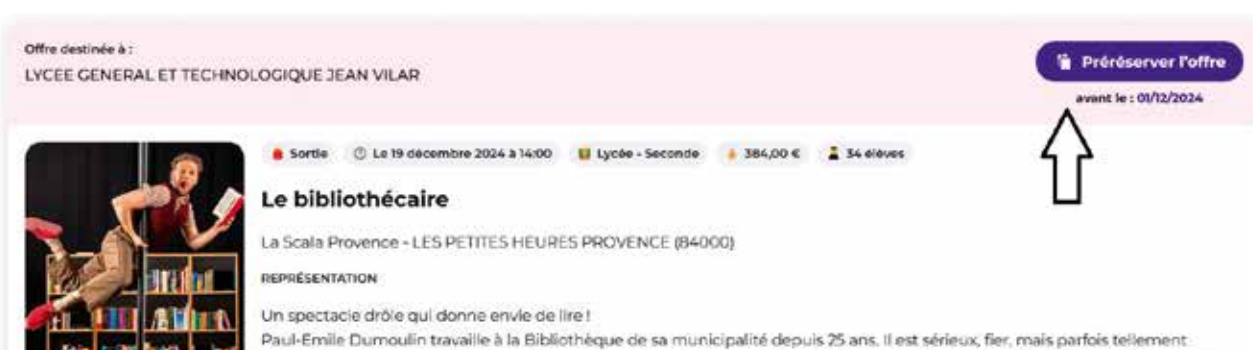 Offre destinée à :
LYCEE GENERAL ET TECHNOLOGIQUE JEAN VILAR
Préréserver l'offre
avant le : 01/12/2024
Sortie Le 19 décembre 2024 à 14:00 Lycée - Seconde 384,00 € 34 élèves
Le bibliothécaire
La Scala Provence - LES PETITES HEURES PROVENCE (84000)
REPRÉSENTATION
Un spectacle drôle qui donne envie de lire !
Paul-Emile Dumoulin travaille à la Bibliothèque de sa municipalité depuis 25 ans. Il est sérieux, fier, mais parfois tellement